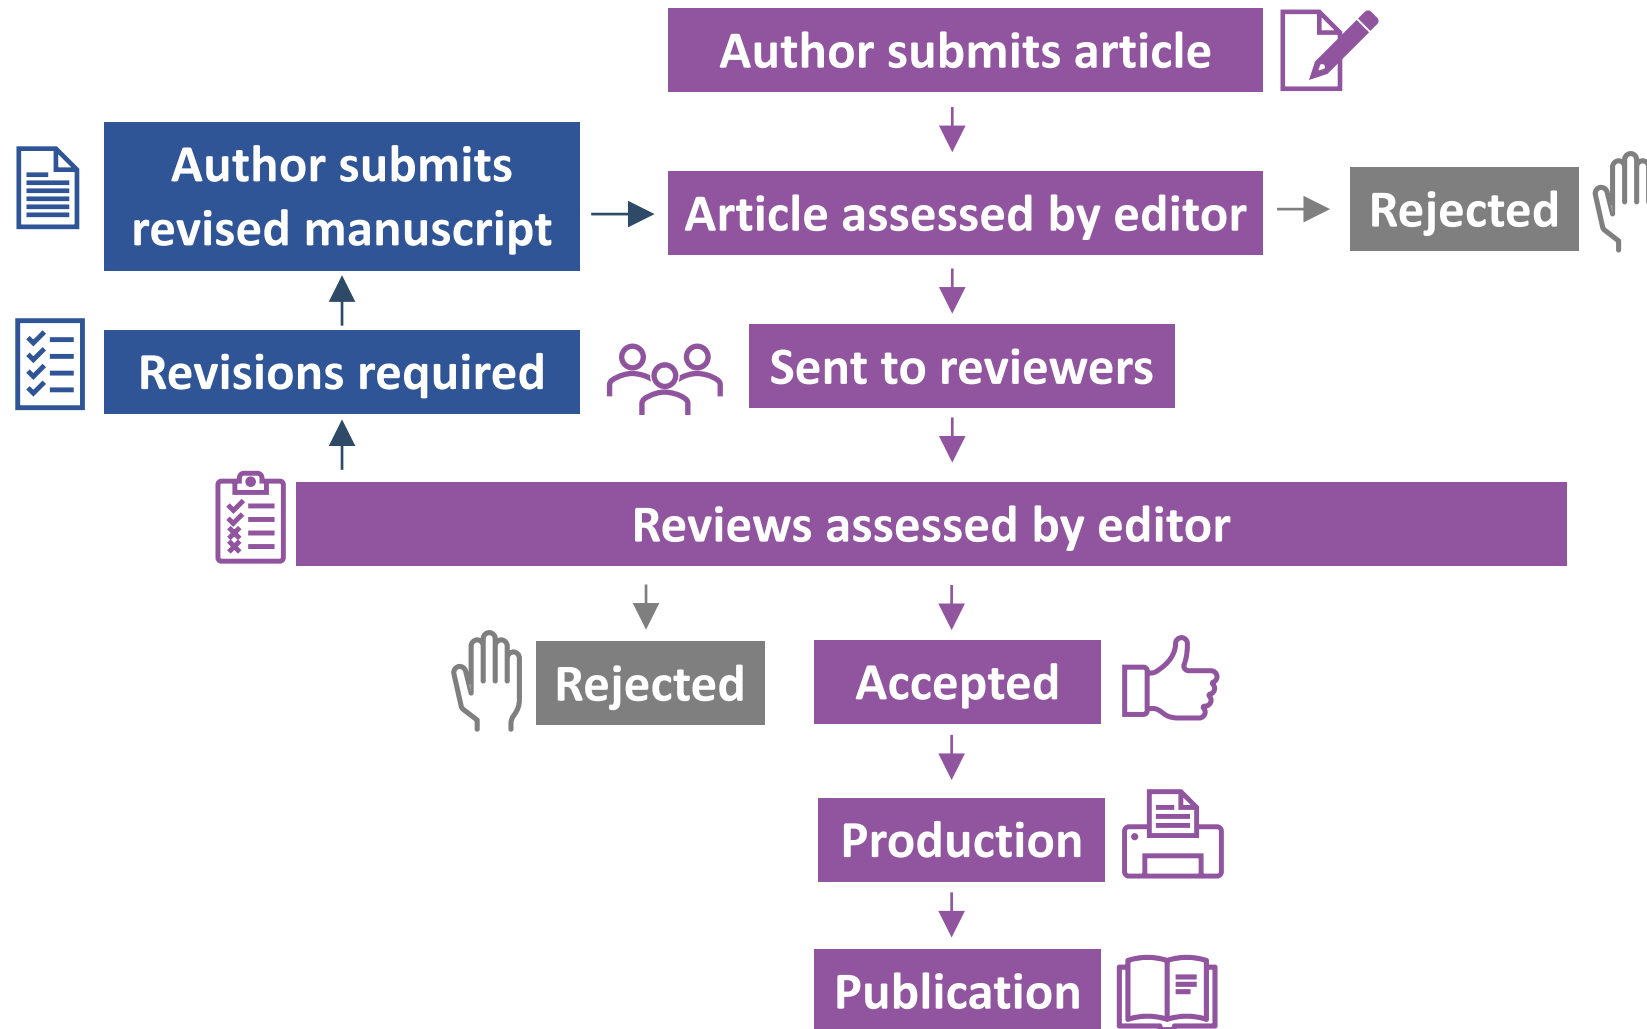 Author submits article
Author submits
revised manuscript
Article assessed by editor
Rejected
Revisions required
Sent to reviewers
Reviews assessed by editor
Rejected
Accepted
Production
Publication